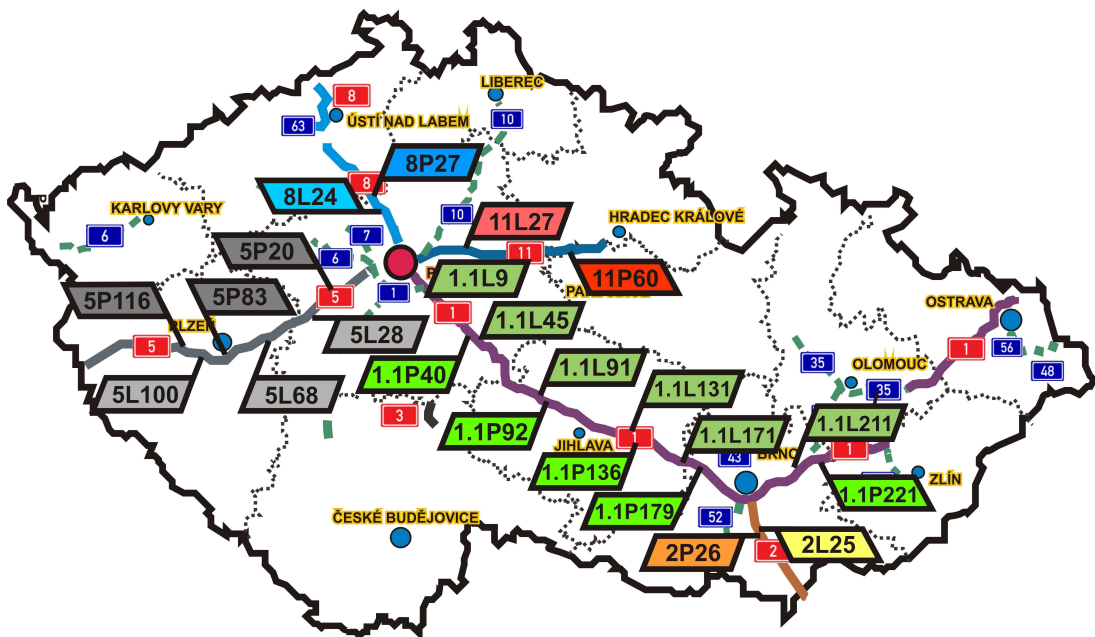 LIBEREC
8
ÚSTÍ NAD LABEM
63
10
8P27
8
8L24
KARLOVY VARY
6
10
7
11L27
HRADEC KRÁLOVÉ
5P20
6
11
1.1L9
11P60
5P116
5P83
5
1
1
OSTRAVA
PLZEŇ
5
5L28
1.1L45
1
56
35
OLOMOUC
48
1.1P40
1.1L91
5L100
5L68
1.1L131
35
3
1.1P92
JIHLAVA
1
1.1L171
1.1L211
43
BRNO
1
1.1P136
ZLÍN
1.1P179
1.1P221
ČESKÉ BUDĚJOVICE
52
2P26
2
2L25